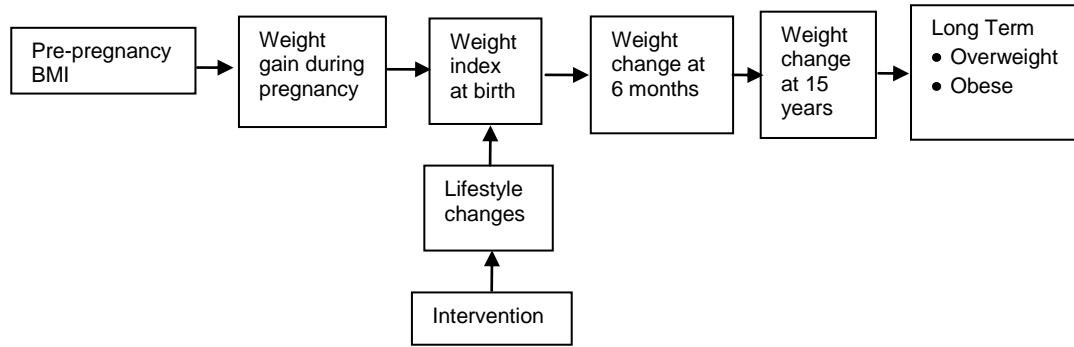 Pre-pregnancy
BMI
Weight
gain during
pregnancy
Weight
index
at birth
Weight
change at
6 months
Weight
change
at 15
years
Long Term
● Overweight
● Obese
Lifestyle
changes
Intervention